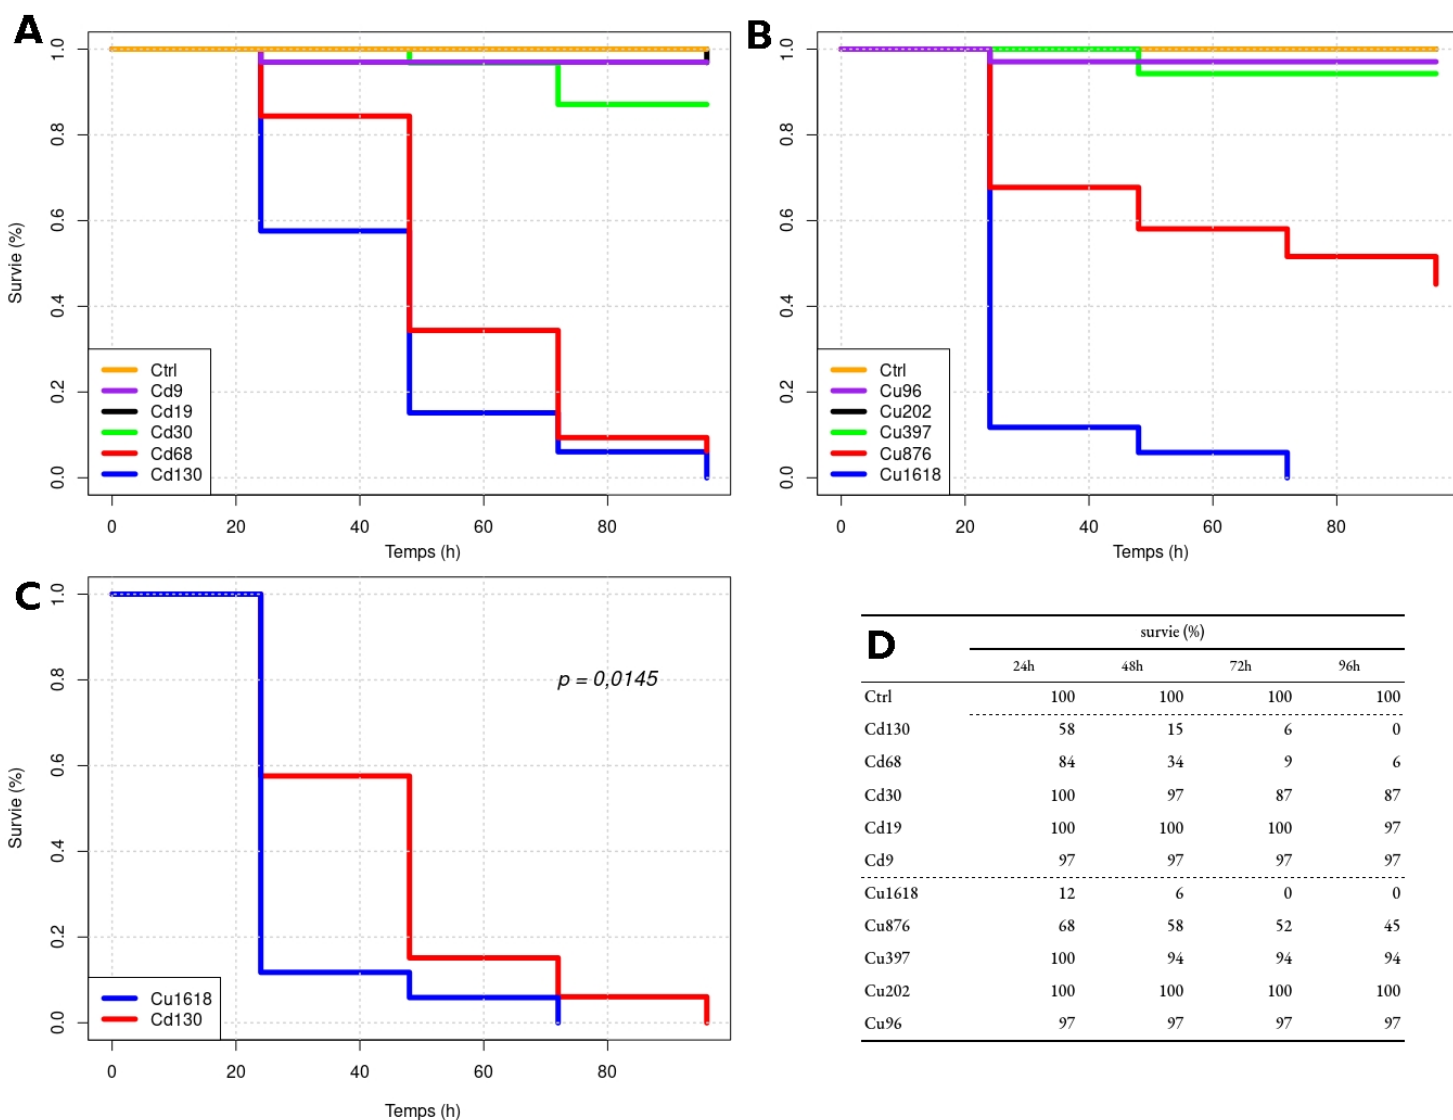 A
1.0
0.8
0.6
0.4
0.2
0.0
Survie (%)
Ctrl
Cd9
Cd19
Cd30
Cd68
Cd130
0 20 40 60 80
Temps (h)
B
1.0
0.8
0.6
0.4
0.2
0.0
Ctrl
Cu96
Cu202
Cu397
Cu876
Cu1618
0 20 40 60 80
Temps (h)
C
1.0
0.8
0.6
0.4
0.2
0.0
Survie (%)
p = 0,0145
Cu1618
Cd130
0 20 40 60 80
Temps (h)
D
survie (%)
24h 48h 72h 96h
Ctrl 100 100 100 100
Cd130 58 15 6 0
Cd68 84 34 9 6
Cd30 100 97 87 87
Cd19 100 100 100 97
Cd9 97 97 97 97
Cu1618 12 6 0 0
Cu876 68 58 52 45
Cu397 100 94 94 94
Cu202 100 100 100 100
Cu96 97 97 97 97